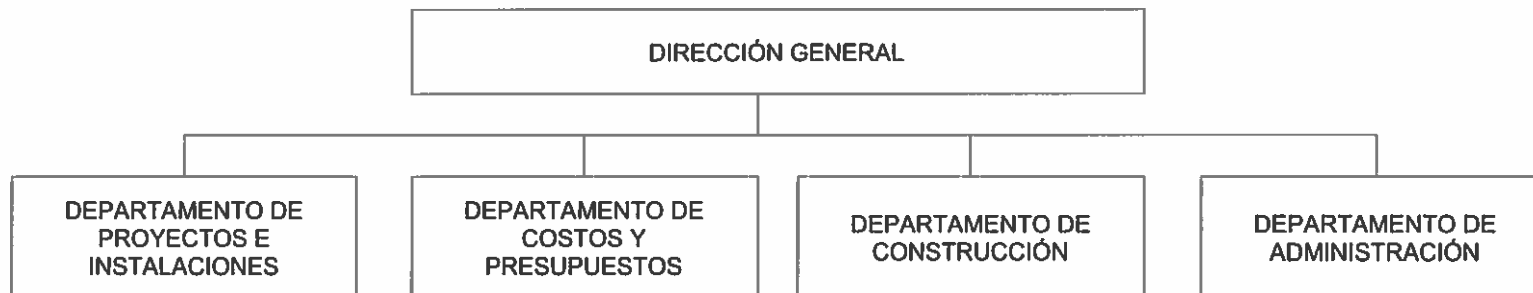 DIRECCIÓN GENERAL
DEPARTAMENTO DE
PROYECTOS E
INSTALACIONES
DEPARTAMENTO DE
COSTOS Y
PRESUPUESTOS
DEPARTAMENTO DE
CONSTRUCCIÓN
DEPARTAMENTO DE
ADMINISTRACIÓN